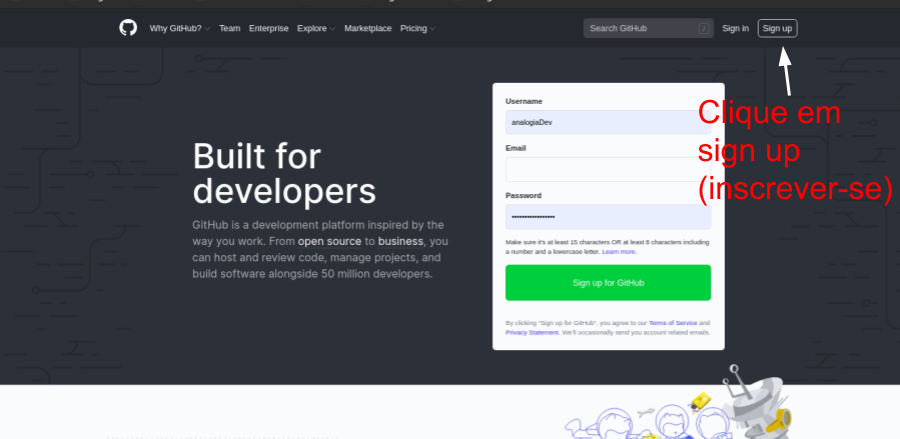 Why GitHub? Team Enterprise Explore Marketplace Pricing Search GitHub / Sign in Sign up
Clique em
sign up
(inscrever-se)
Built for
developers
GitHub is a development platform inspired by the
way you work. From open source to business, you
can host and review code, manage projects, and
build software alongside 50 million developers.
Username
analogiaDev
Email
Password
Make sure it's at least 15 characters OR at least 8 characters including
a number and a lowercase letter. Learn more.
Sign up for GitHub
By clicking "Sign up for GitHub", you agree to our Terms of Service and
Privacy Statement. We'll occasionally send you account related emails.